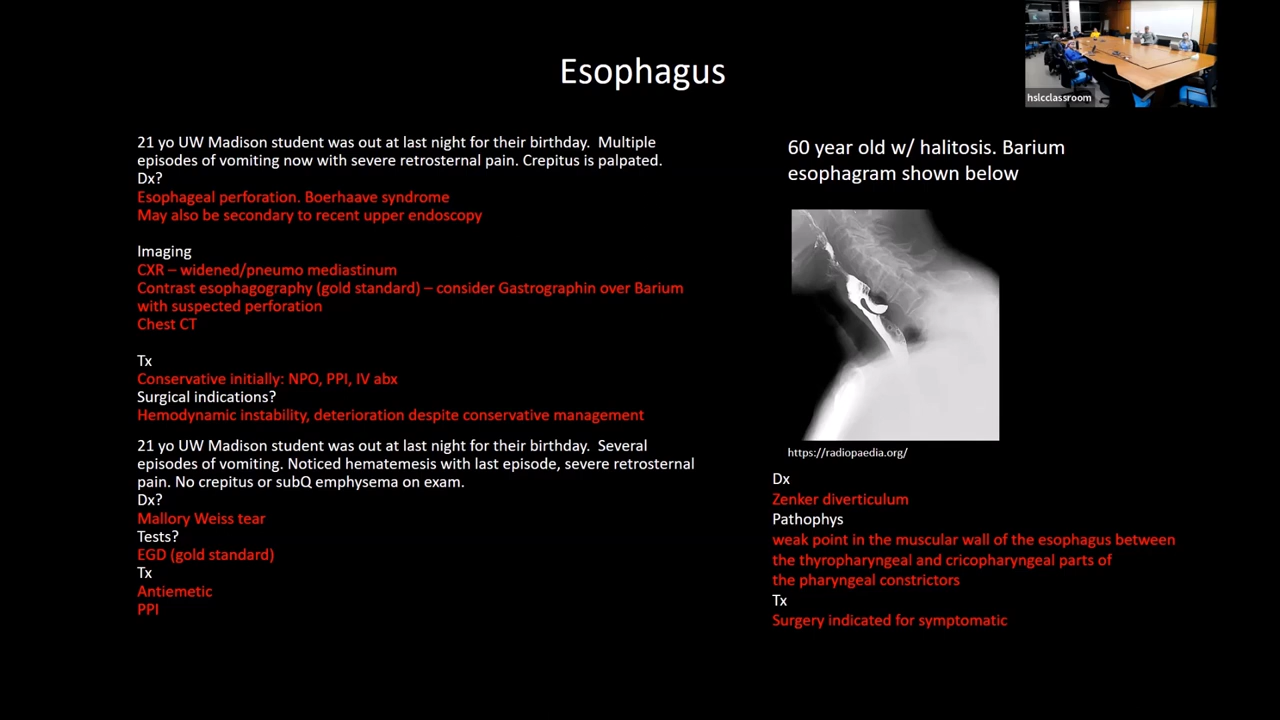 Esophagus
hslcclassroom
21 yo UW Madison student was out at last night for their birthday. Multiple
episodes of vomiting now with severe retrosternal pain. Crepitus is palpated.
Dx?
Esophageal perforation. Boerhaave syndrome
May also be secondary to recent upper endoscopy
Imaging
CXR – widened/pneumo mediastinum
Contrast esophagography (gold standard) – consider Gastrographin over Barium
with suspected perforation
Chest CT
Tx
Conservative initially: NPO, PPI, IV abx
Surgical indications?
Hemodynamic instability, deterioration despite conservative management
21 yo UW Madison student was out at last night for their birthday. Several
episodes of vomiting. Noticed hematemesis with last episode, severe retrosternal
pain. No crepitus or subQ emphysema on exam.
Dx?
Mallory Weiss tear
Tests?
EGD (gold standard)
Tx
Antiemetic
PPI
60 year old w/ halitosis. Barium
esophagram shown below
https://radiopaedia.org/
Dx
Zenker diverticulum
Pathophys
weak point in the muscular wall of the esophagus between
the thyropharyngeal and cricopharyngeal parts of
the pharyngeal constrictors
Tx
Surgery indicated for symptomatic